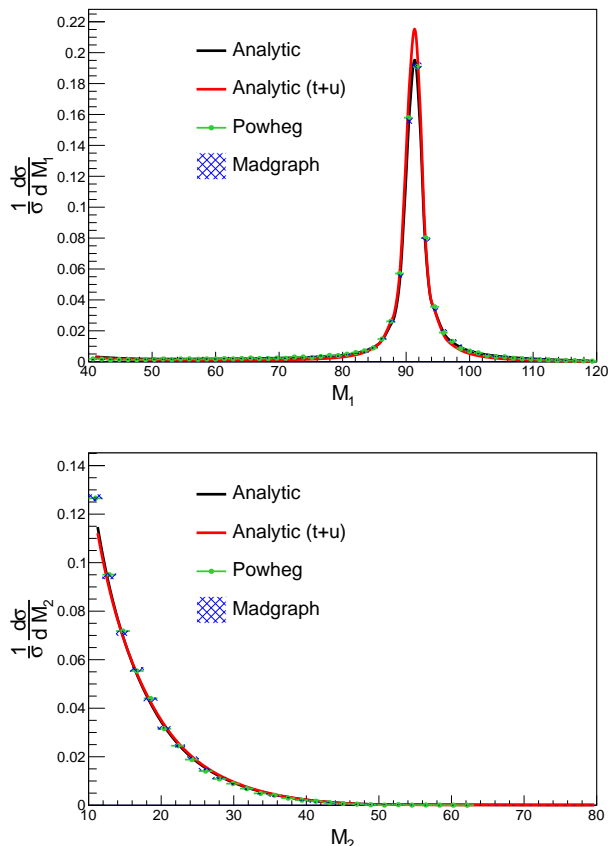 0.22
0.2
0.18
0.16
0.14
0.12
0.1
0.08
0.06
0.04
0.02
0
1/σ dσ/d M₁
Analytic
Analytic (t+u)
Powheg
Madgraph
40 50 60 70 80 90 100 110 120
M₁
0.14
0.12
0.1
0.08
0.06
0.04
0.02
0
1/σ dσ/d M₂
Analytic
Analytic (t+u)
Powheg
Madgraph
10 20 30 40 50 60 70 80
M₂